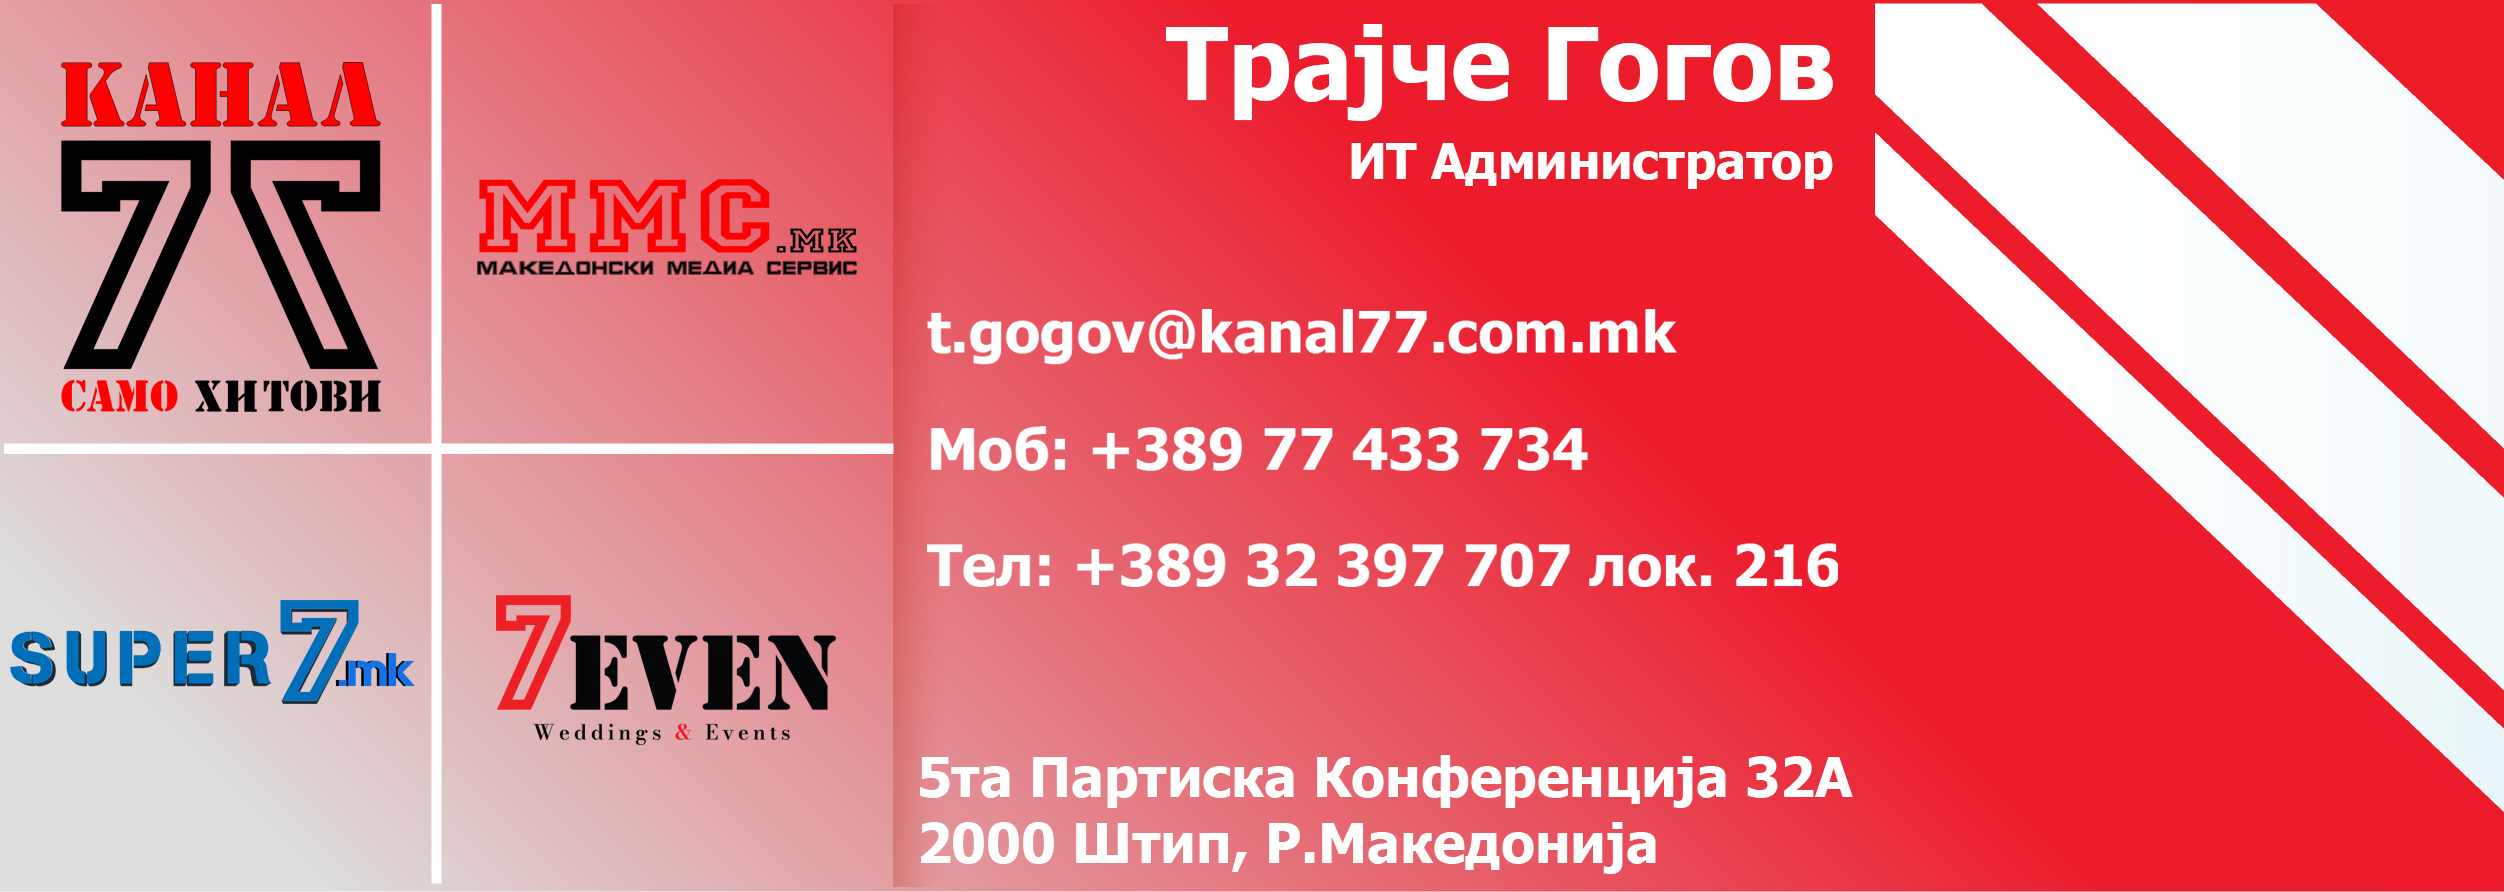 КАНАЛ
77
САМО ХИТОВИ
ММС.МК
МАКЕДОНСКИ МЕДИА СЕРВИС
SUPER7.mk
7EVEN
Weddings & Events
Трајче Гогов
ИТ Администратор
t.gogov@kanal77.com.mk
Моб: +389 77 433 734
Тел: +389 32 397 707 лок. 216
5та Партиска Конференција 32А
2000 Штип, Р.Македонија